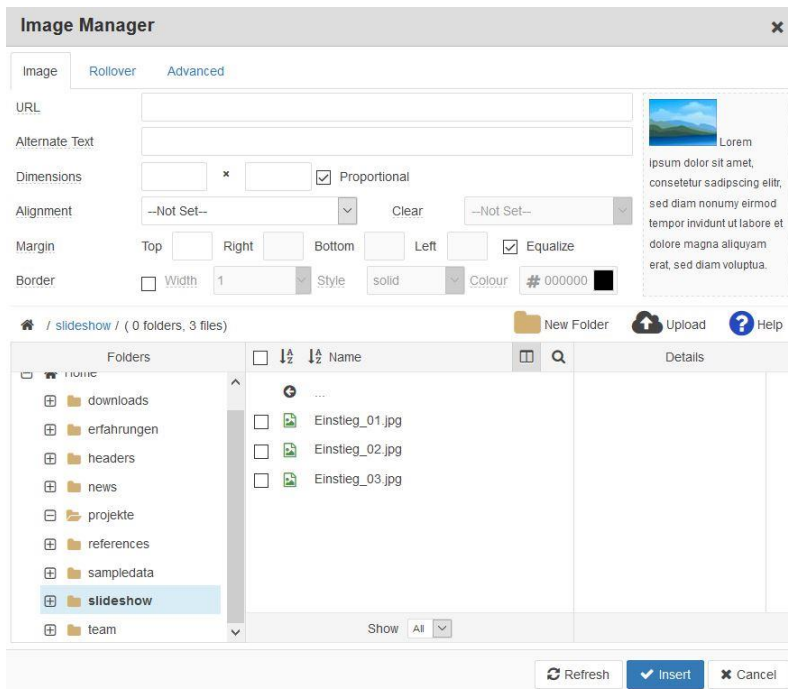 Image Manager
Image Rollover Advanced
URL
Alternate Text
Dimensions × Proportional
Alignment --Not Set-- Clear --Not Set--
Margin Top Right Bottom Left Equalize
Border Width 1 Style solid Colour # 000000
Lorem
ipsum dolor sit amet,
consetetur sadipscing elitr,
sed diam nonumy eirmod
tempor invidunt ut labore et
dolore magna aliquyam
erat, sed diam voluptua.
/ slideshow / ( 0 folders, 3 files) New Folder Upload ? Help
Folders A Z A Z Name Details
Home
downloads
erfahrungen
headers
news
projekte
references
sampledata
slideshow
team
...
Einstieg_01.jpg
Einstieg_02.jpg
Einstieg_03.jpg
Show All
Refresh Insert Cancel